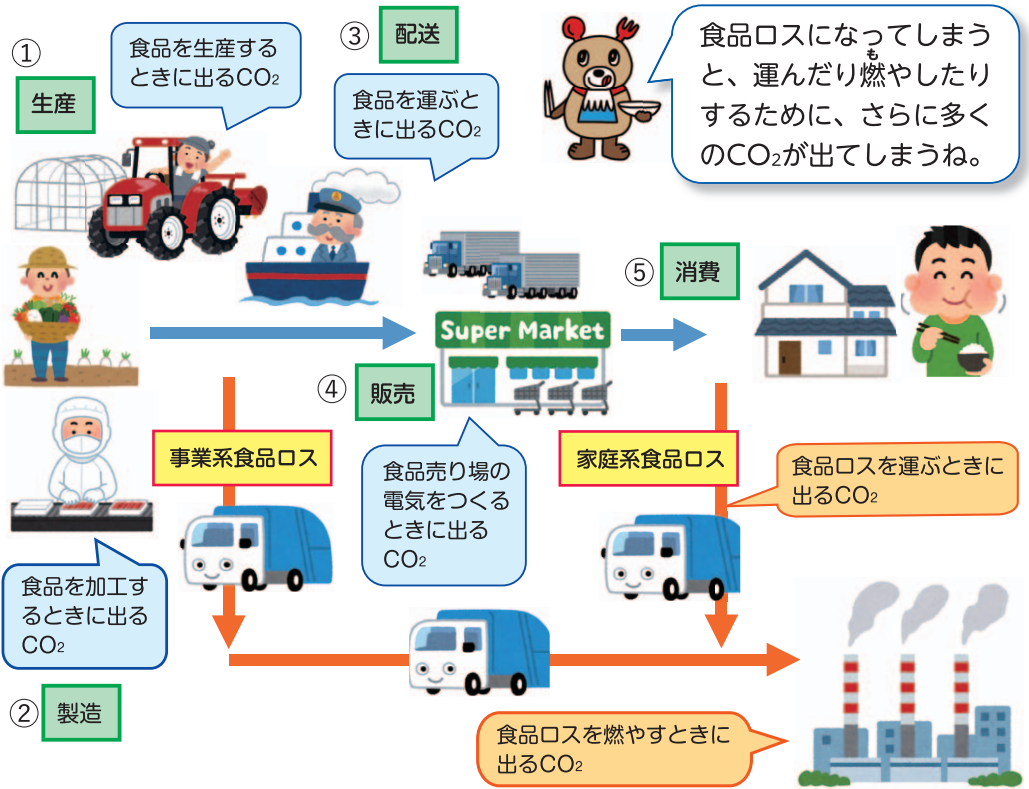 ①
生産
食品を生産する
ときに出るCO₂
③
配送
食品を運ぶと
きに出るCO₂
食品ロスになってしまう
も
と、運んだり燃やしたり
するために、さらに多く
のCO₂が出てしまうね。
⑤
消費
Super Market
④
販売
食品売り場の
電気をつくる
ときに出る
CO₂
事業系食品ロス
家庭系食品ロス
食品ロスを運ぶときに
出るCO₂
食品を加工す
るときに出る
CO₂
②
製造
食品ロスを燃やすときに
出るCO₂